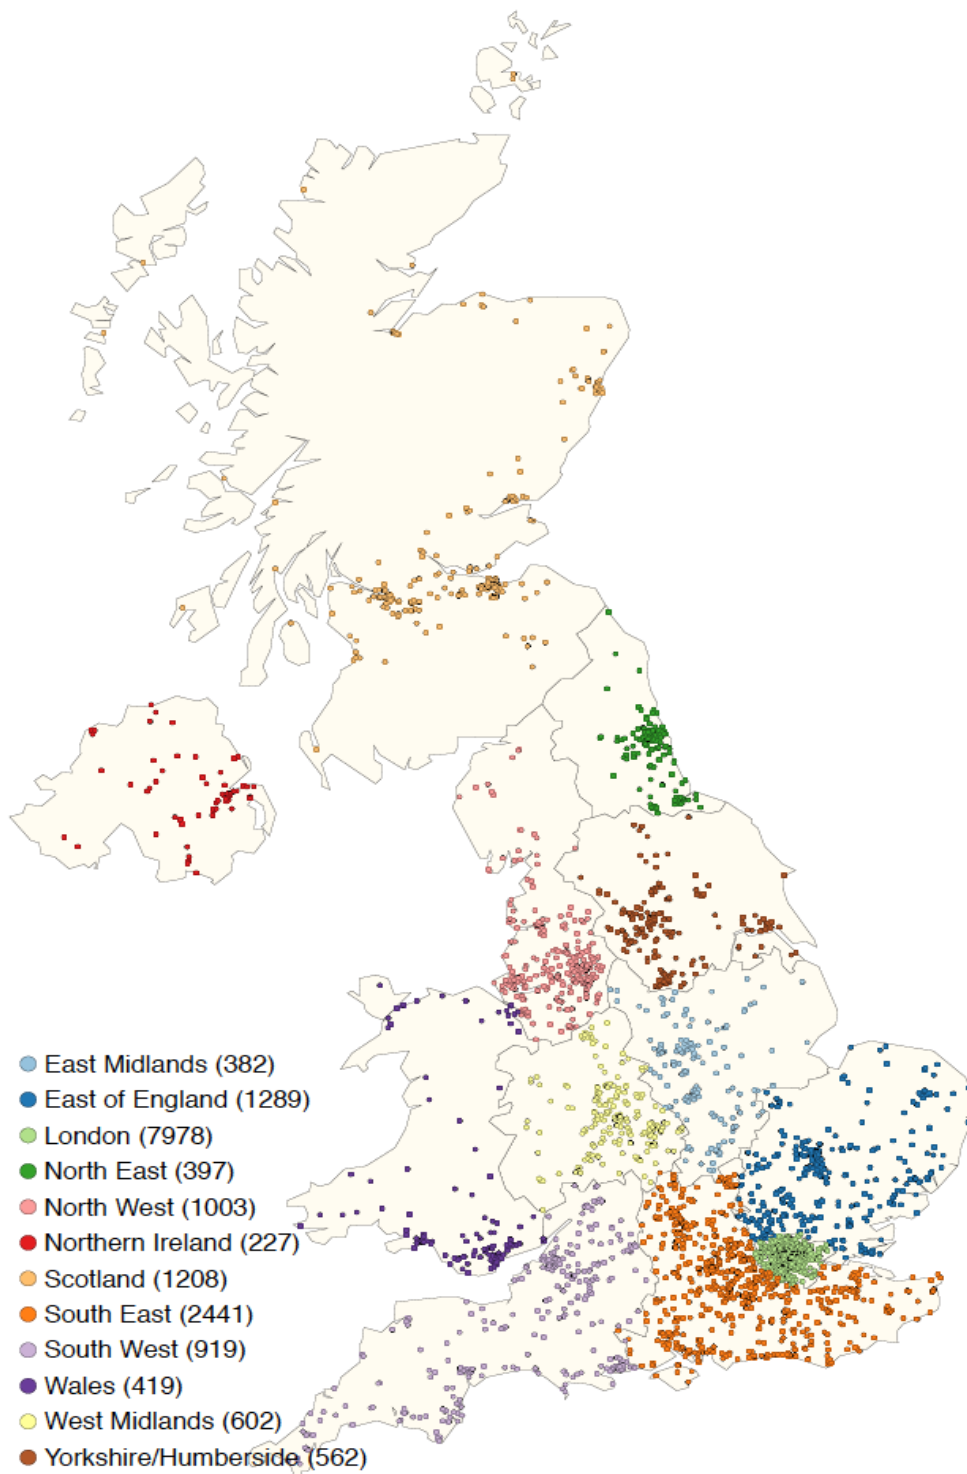 East Midlands (382)
East of England (1289)
London (7978)
North East (397)
North West (1003)
Northern Ireland (227)
Scotland (1208)
South East (2441)
South West (919)
Wales (419)
West Midlands (602)
Yorkshire/Humberside (562)